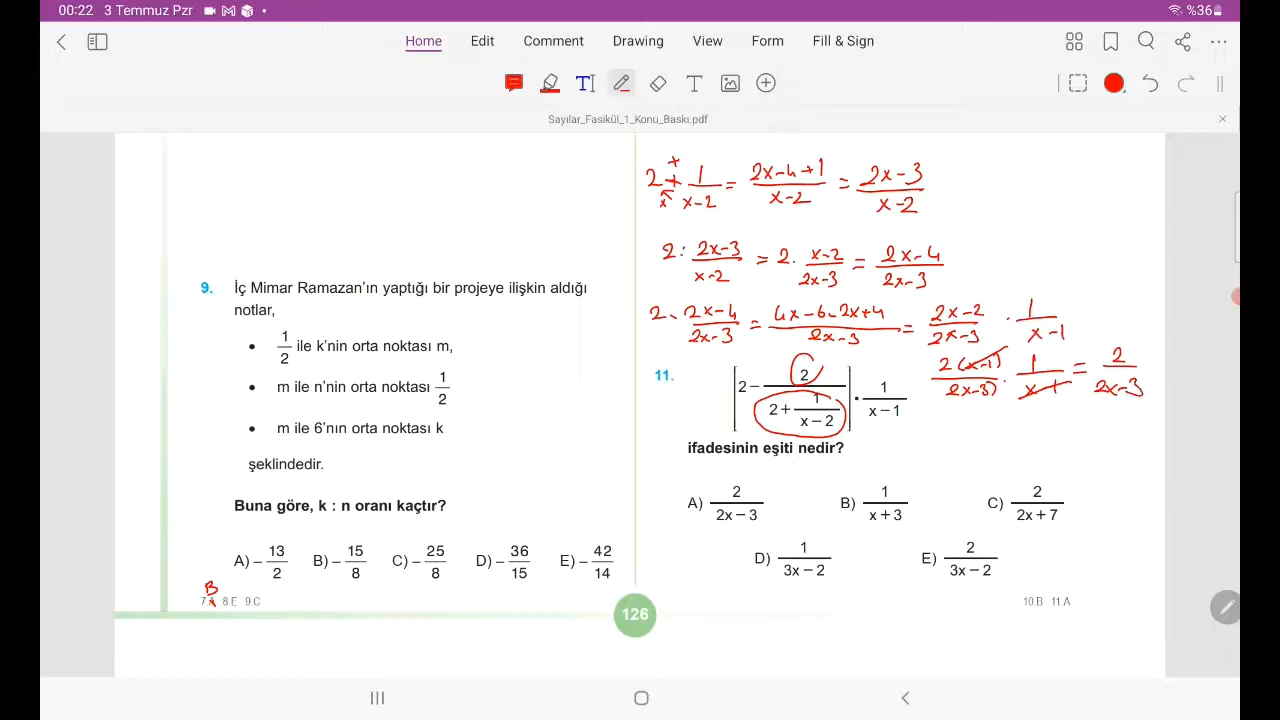 00:22 3 Temmuz Pzr %36
Home Edit Comment Drawing View Form Fill & Sign
Sayılar_Fasikül_1_Konu_Baskı.pdf
9. İç Mimar Ramazan'ın yaptığı bir projeye ilişkin aldığı
notlar,
• 1/2 ile k'nin orta noktası m,
• m ile n'nin orta noktası 1/2
• m ile 6'nın orta noktası k
şeklindedir.
Buna göre, k : n oranı kaçtır?
A) −13/2 B) −15/8 C) −25/8 D) −36/15 E) −42/14
B
7.A 8 E 9.C
126
2 + 1/(x−2) = (2x−4+1)/(x−2) = (2x−3)/(x−2)
2 : (2x−3)/(x−2) = 2 · (x−2)/(2x−3) = (2x−4)/(2x−3)
2 − (2x−4)/(2x−3) = (4x−6−2x+4)/(2x−3) = (2x−2)/(2x−3) · 1/(x−1)
2(x−1)/(2x−3) · 1/(x−1) = 2/(2x−3)
11. [2 − 2/(2 + 1/(x−2))] • 1/(x−1)
ifadesinin eşiti nedir?
A) 2/(2x−3) B) 1/(x+3) C) 2/(2x+7)
D) 1/(3x−2) E) 2/(3x−2)
10.B 11 A